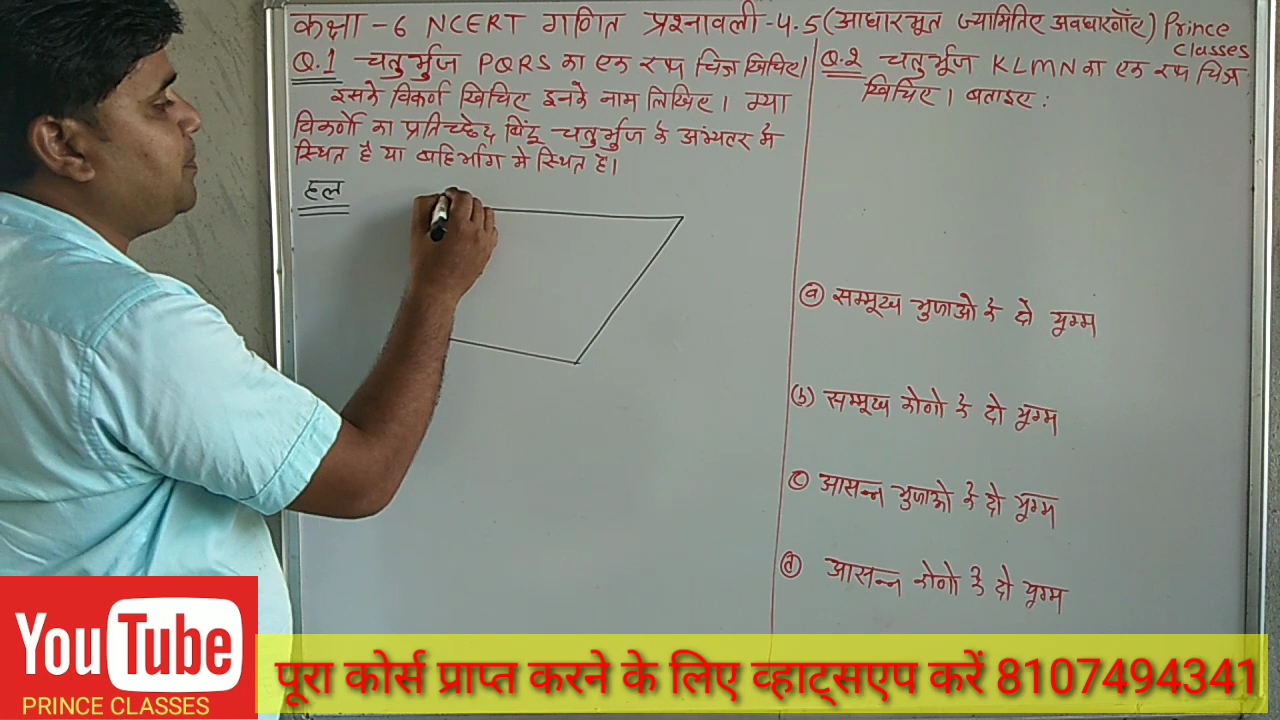 कक्षा -6 NCERT गणित प्रश्नावली-4.5 (आधारभूत ज्यामितिए अवधारनाँए) Prince Classes
Q.1 चतुर्भुज PQRS का एक रफ चित्र खिचिए।
इसके विकर्ण खिचिए इनके नाम लिखिए। क्या
विकर्णो का प्रतिच्छेद बिंदू चतुर्भुज के अभ्यंतर मे
स्थित है या बहिर्भाग मे स्थित है।
हल
Q.2 चतुर्भूज KLMN का एक रफ चित्र
खिचिए। बताइए:
(a) सम्मूख भुजाओ के दो युग्म
(b) सम्मूख कोणो के दो युग्म
(c) आसन्न भुजाओ के दो युग्म
(d) आसन्न कोणो के दो युग्म
YouTube
PRINCE CLASSES
पूरा कोर्स प्राप्त करने के लिए व्हाट्सएप करें 8107494341